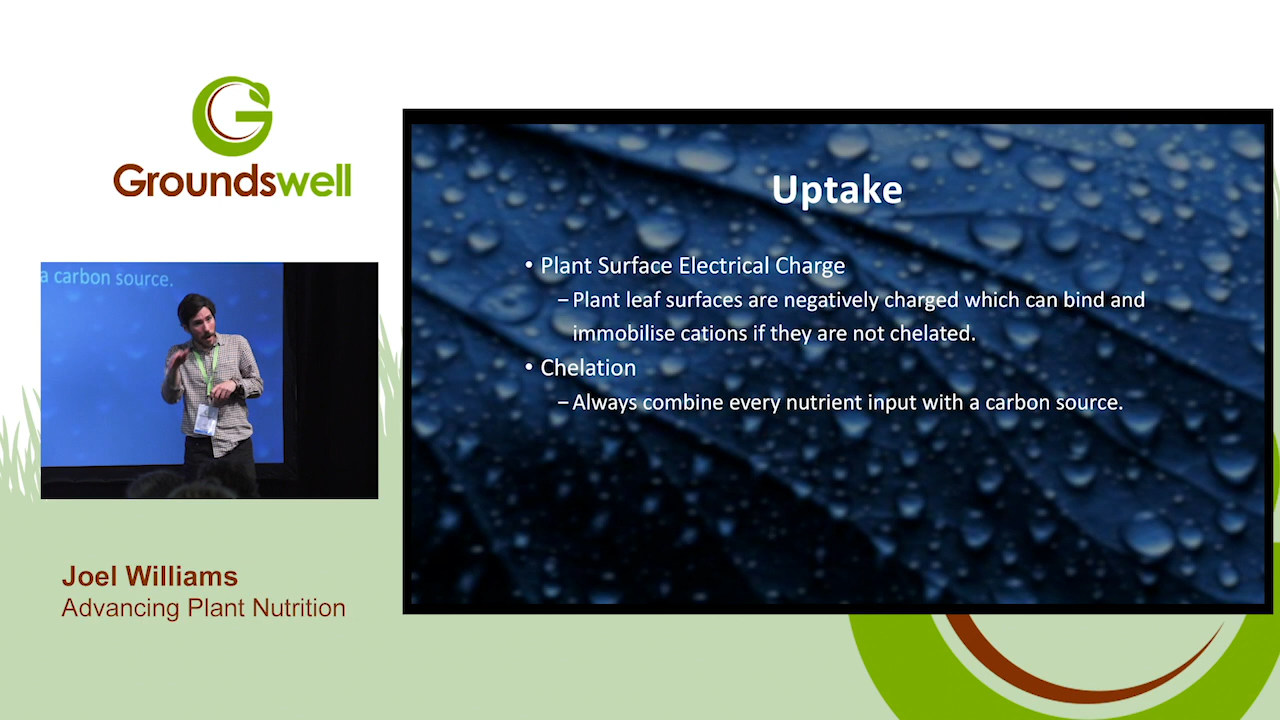 Groundswell
a carbon source.
Joel Williams
Advancing Plant Nutrition
Uptake
• Plant Surface Electrical Charge
–Plant leaf surfaces are negatively charged which can bind and
immobilise cations if they are not chelated.
• Chelation
–Always combine every nutrient input with a carbon source.